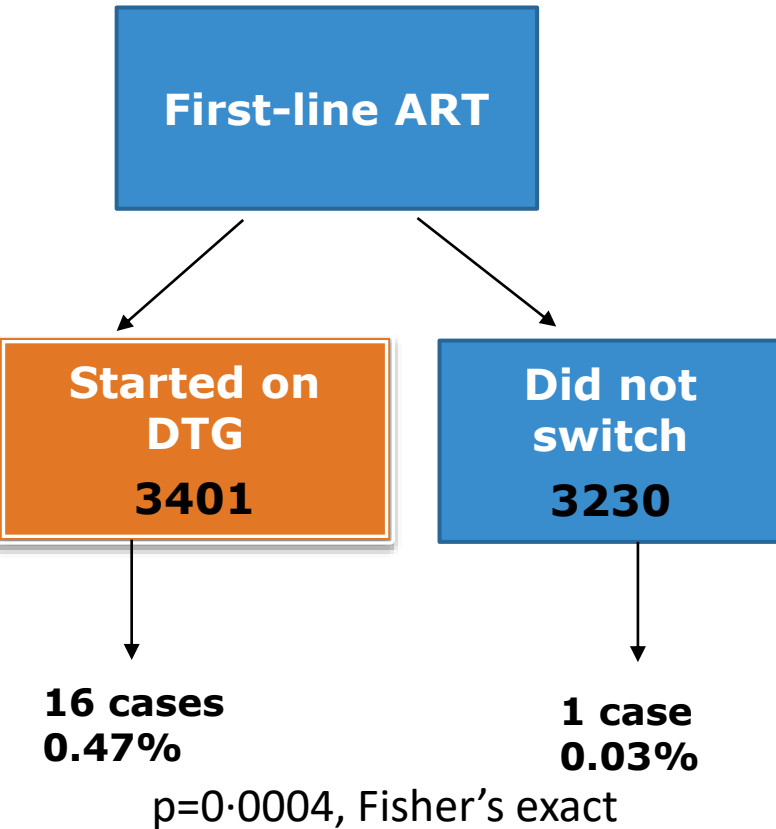 First-line ART
Started on
DTG
3401
Did not
switch
3230
16 cases
0.47%
1 case
0.03%
p=0·0004, Fisher’s exact